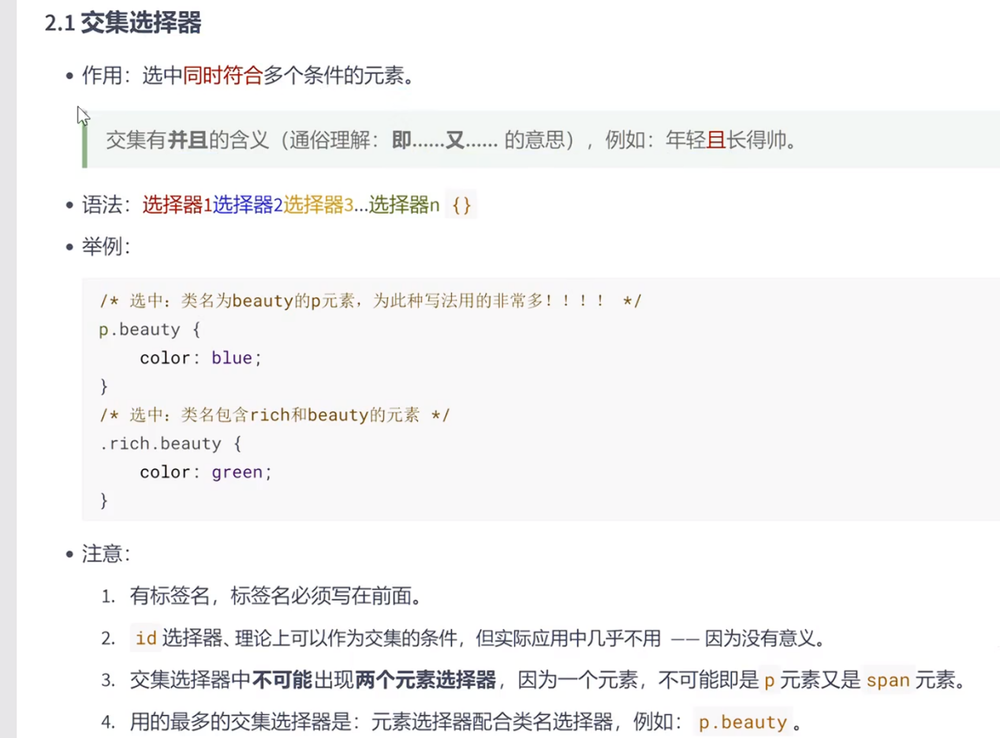 2.1 交集选择器
• 作用：选中同时符合多个条件的元素。
交集有并且的含义（通俗理解：即......又...... 的意思），例如：年轻且长得帅。
• 语法：选择器1选择器2选择器3...选择器n {}
• 举例：
/* 选中：类名为beauty的p元素，为此种写法用的非常多！！！！ */
p.beauty {
    color: blue;
}
/* 选中：类名包含rich和beauty的元素 */
.rich.beauty {
    color: green;
}
• 注意：
1. 有标签名，标签名必须写在前面。
2. id 选择器、理论上可以作为交集的条件，但实际应用中几乎不用 —— 因为没有意义。
3. 交集选择器中不可能出现两个元素选择器，因为一个元素，不可能即是 p 元素又是 span 元素。
4. 用的最多的交集选择器是：元素选择器配合类名选择器，例如： p.beauty 。